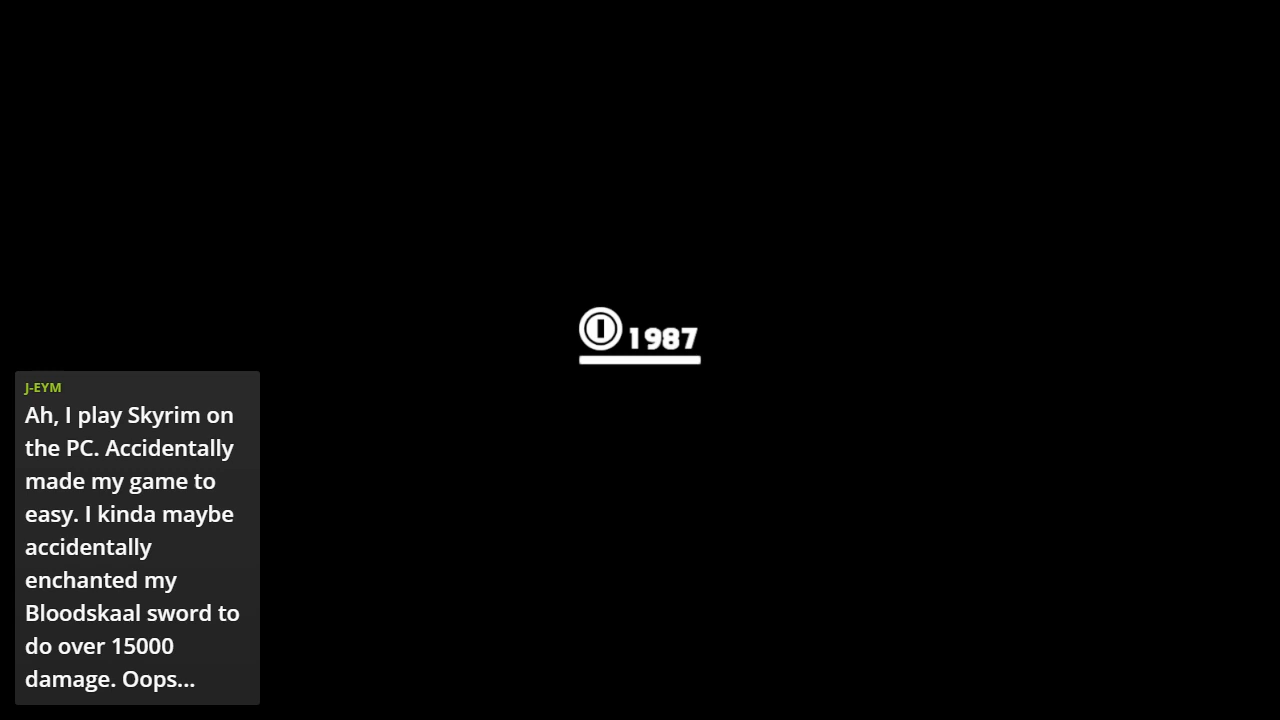 1987
J-EYM
Ah, I play Skyrim on
the PC. Accidentally
made my game to
easy. I kinda maybe
accidentally
enchanted my
Bloodskaal sword to
do over 15000
damage. Oops...